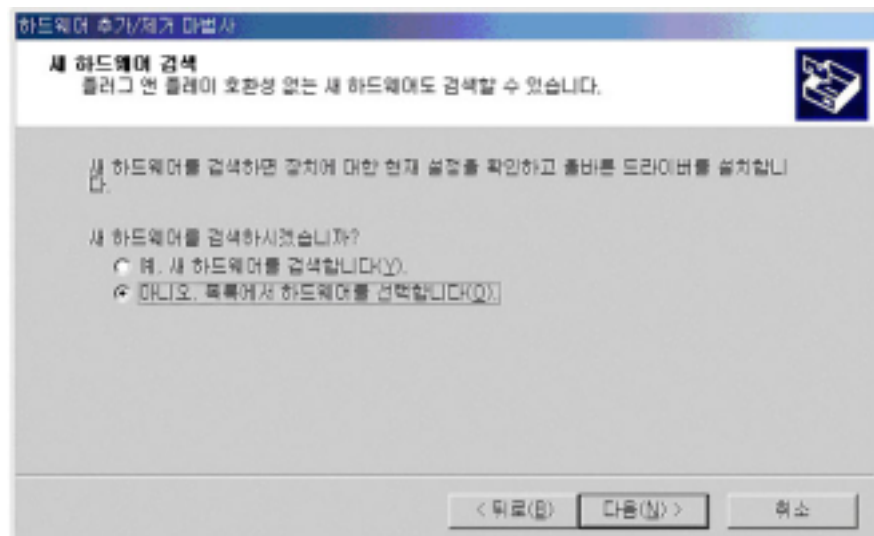 하드웨어 추가/제거 마법사
새 하드웨어 검색
플러그 앤 플레이 호환성 없는 새 하드웨어도 검색할 수 있습니다.
새 하드웨어를 검색하면 장치에 대한 현재 설정을 확인하고 올바른 드라이버를 설치합니
다.
새 하드웨어를 검색하시겠습니까?
예, 새 하드웨어를 검색합니다(Y).
아니오, 목록에서 하드웨어를 선택합니다(O).
< 뒤로(B) 다음(N) > 취소